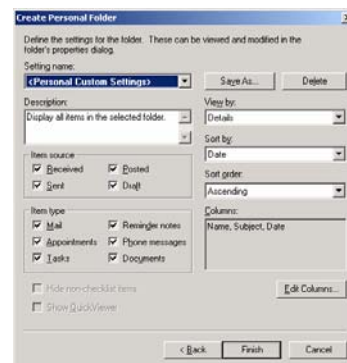 Create Personal Folder
Define the settings for the folder. These can be viewed and modified in the
folder's properties dialog.
Setting name:
<Personal Custom Settings>
Save As...
Delete
Description:
Display all items in the selected folder.
View by:
Details
Sort by:
Date
Item source
Received
Posted
Sent
Draft
Sort order:
Ascending
Item type
Mail
Reminder notes
Appointments
Phone messages
Tasks
Documents
Columns:
Name, Subject, Date
Hide non-checklist items
Show QuickViewer
Edit Columns...
< Back
Finish
Cancel